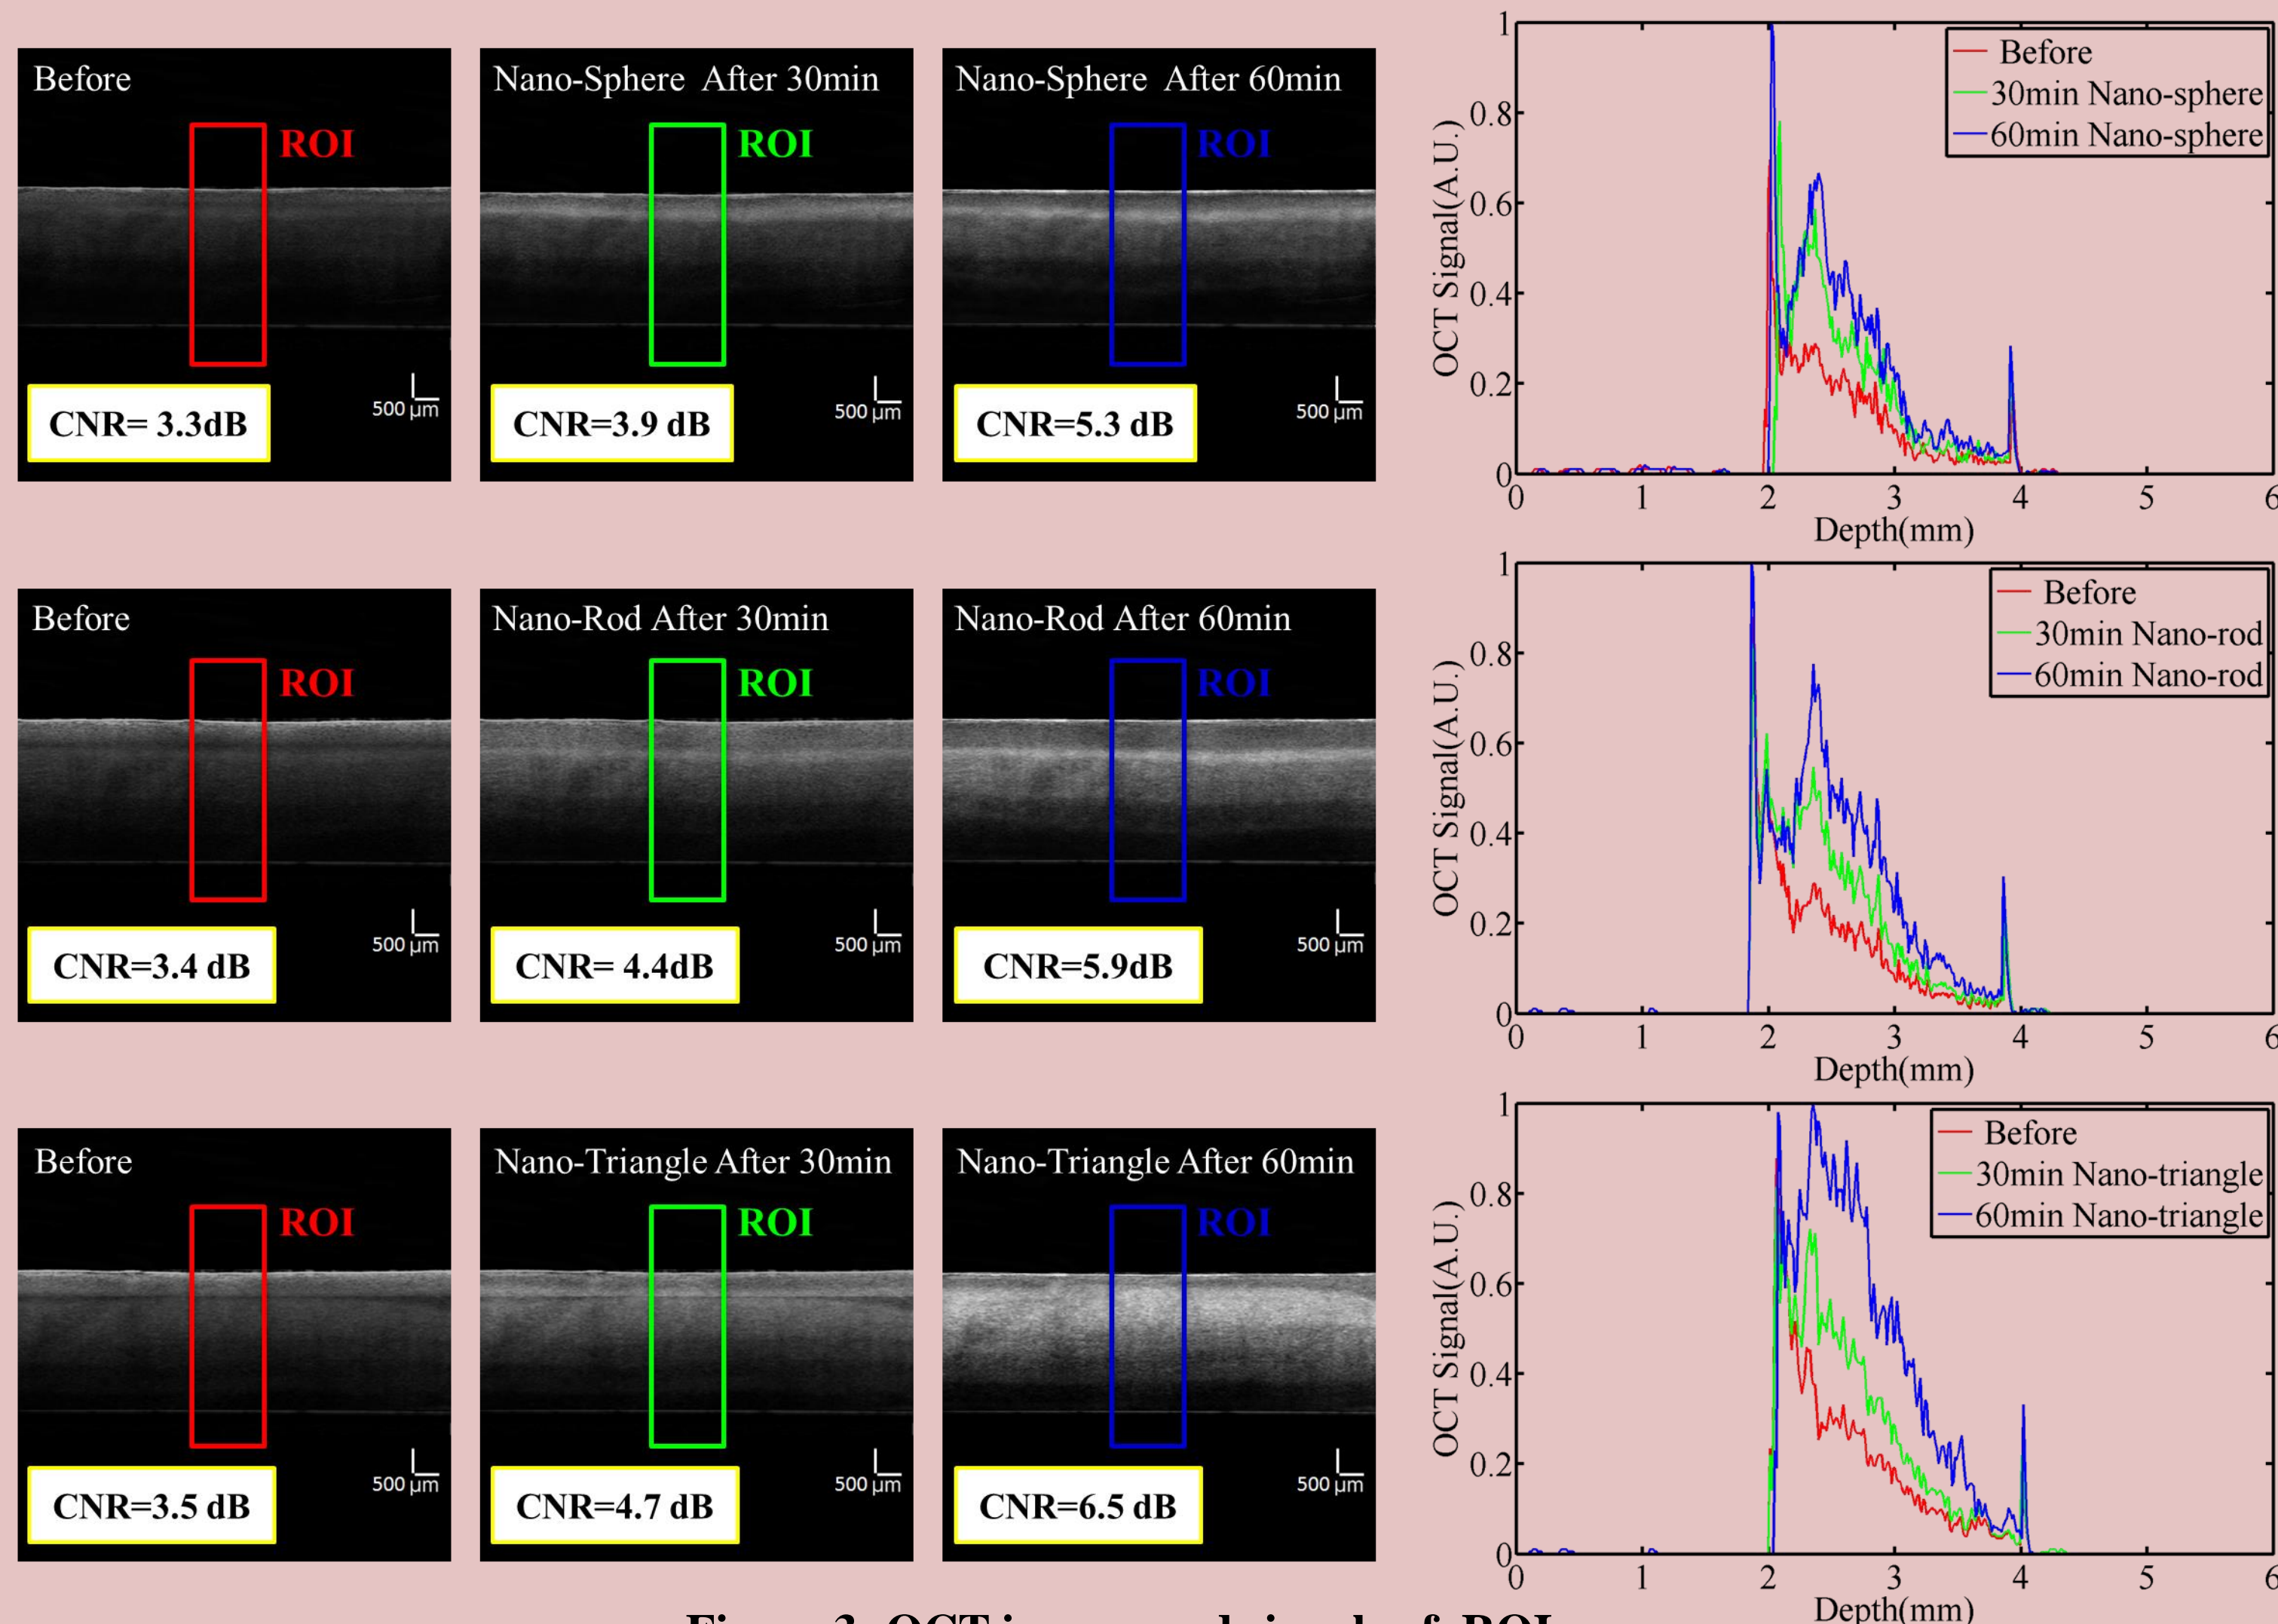 Before
ROI
500 µm
CNR= 3.3dB
Nano-Sphere After 30min
ROI
500 µm
CNR=3.9 dB
Nano-Sphere After 60min
ROI
500 µm
CNR=5.3 dB
1
0.8
0.6
0.4
0.2
0
OCT Signal(A.U.)
Before
30min Nano-sphere
60min Nano-sphere
0 1 2 3 4 5 6
Depth(mm)
Before
ROI
500 µm
CNR=3.4 dB
Nano-Rod After 30min
ROI
500 µm
CNR= 4.4dB
Nano-Rod After 60min
ROI
500 µm
CNR=5.9dB
1
0.8
0.6
0.4
0.2
0
OCT Signal(A.U.)
Before
30min Nano-rod
60min Nano-rod
0 1 2 3 4 5 6
Depth(mm)
Before
ROI
500 µm
CNR=3.5 dB
Nano-Triangle After 30min
ROI
500 µm
CNR=4.7 dB
Nano-Triangle After 60min
ROI
500 µm
CNR=6.5 dB
1
0.8
0.6
0.4
0.2
0
OCT Signal(A.U.)
Before
30min Nano-triangle
60min Nano-triangle
0 1 2 3 4 5 6
Depth(mm)